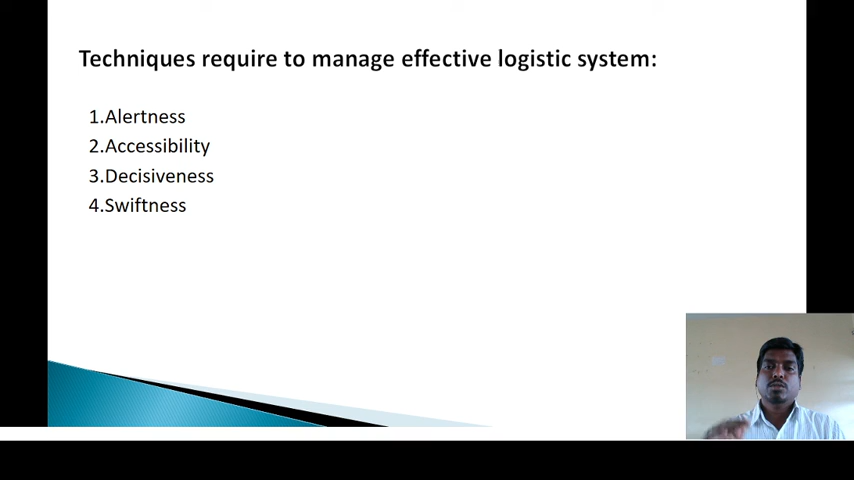 Techniques require to manage effective logistic system:
1.Alertness
2.Accessibility
3.Decisiveness
4.Swiftness